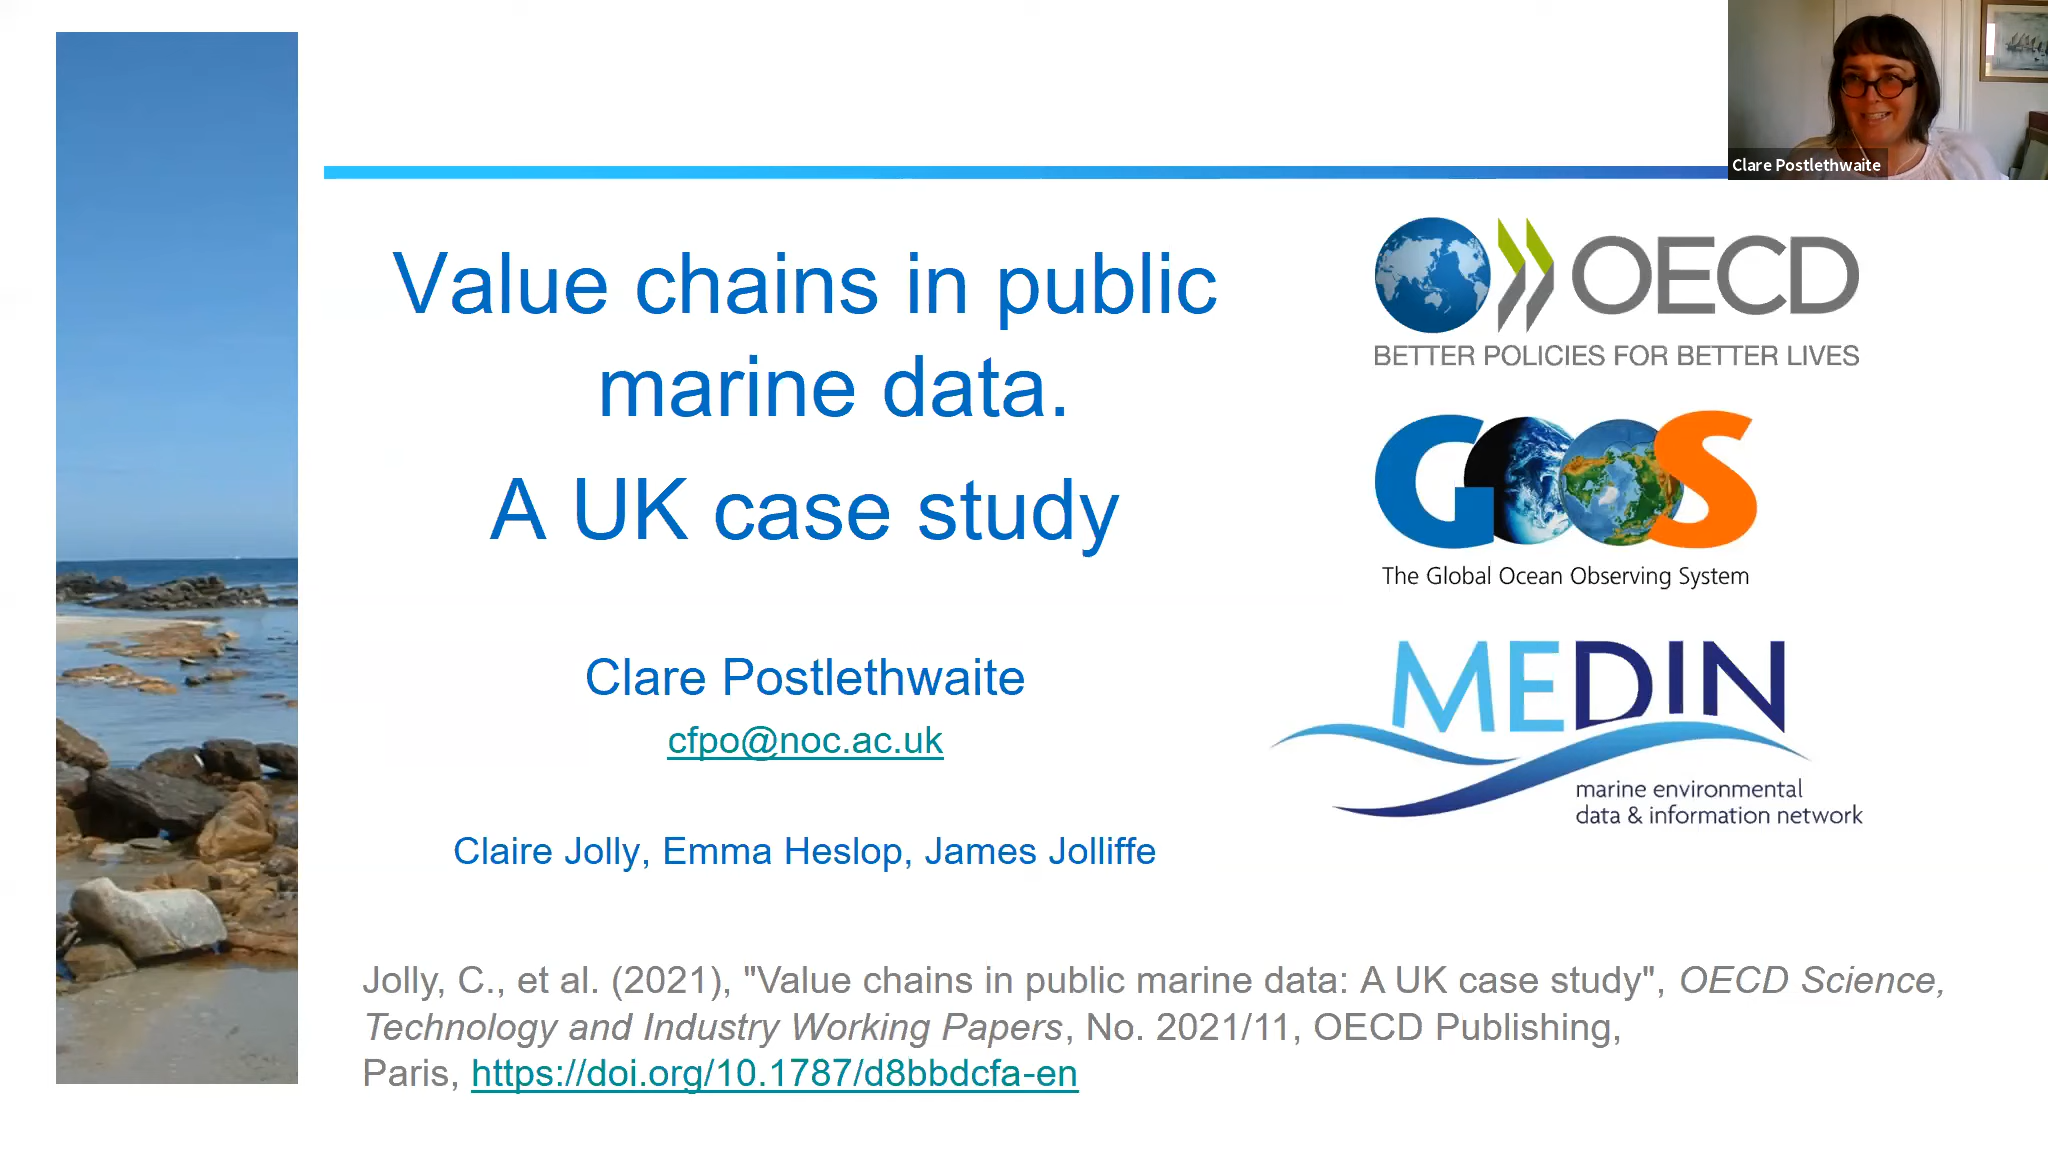 Clare Postlethwaite
Value chains in public
marine data.
A UK case study
OECD
BETTER POLICIES FOR BETTER LIVES
GOOS
The Global Ocean Observing System
MEDIN
marine environmental
data & information network
Clare Postlethwaite
cfpo@noc.ac.uk
Claire Jolly, Emma Heslop, James Jolliffe
Jolly, C., et al. (2021), "Value chains in public marine data: A UK case study", OECD Science,
Technology and Industry Working Papers, No. 2021/11, OECD Publishing,
Paris, https://doi.org/10.1787/d8bbdcfa-en